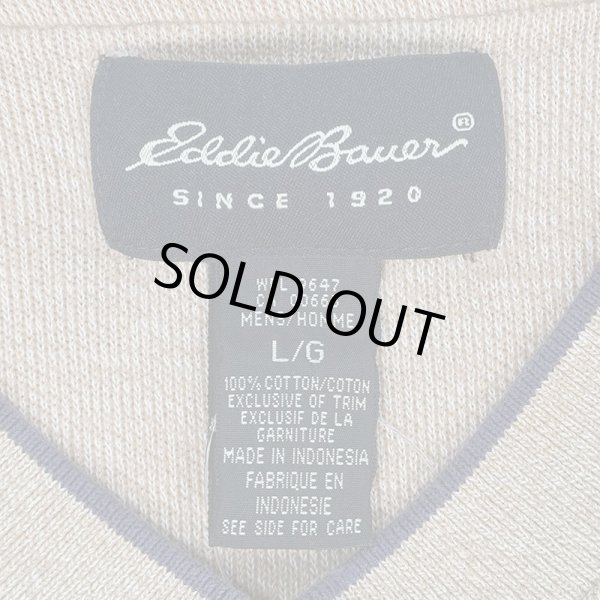 Eddie Bauer ®
SINCE 1920
SOLD OUT
MENS/HOMME
L/G
100% COTTON/COTON
EXCLUSIVE OF TRIM
EXCLUSIF DE LA
GARNITURE
MADE IN INDONESIA
FABRIQUE EN
INDONESIE
SEE SIDE FOR CARE